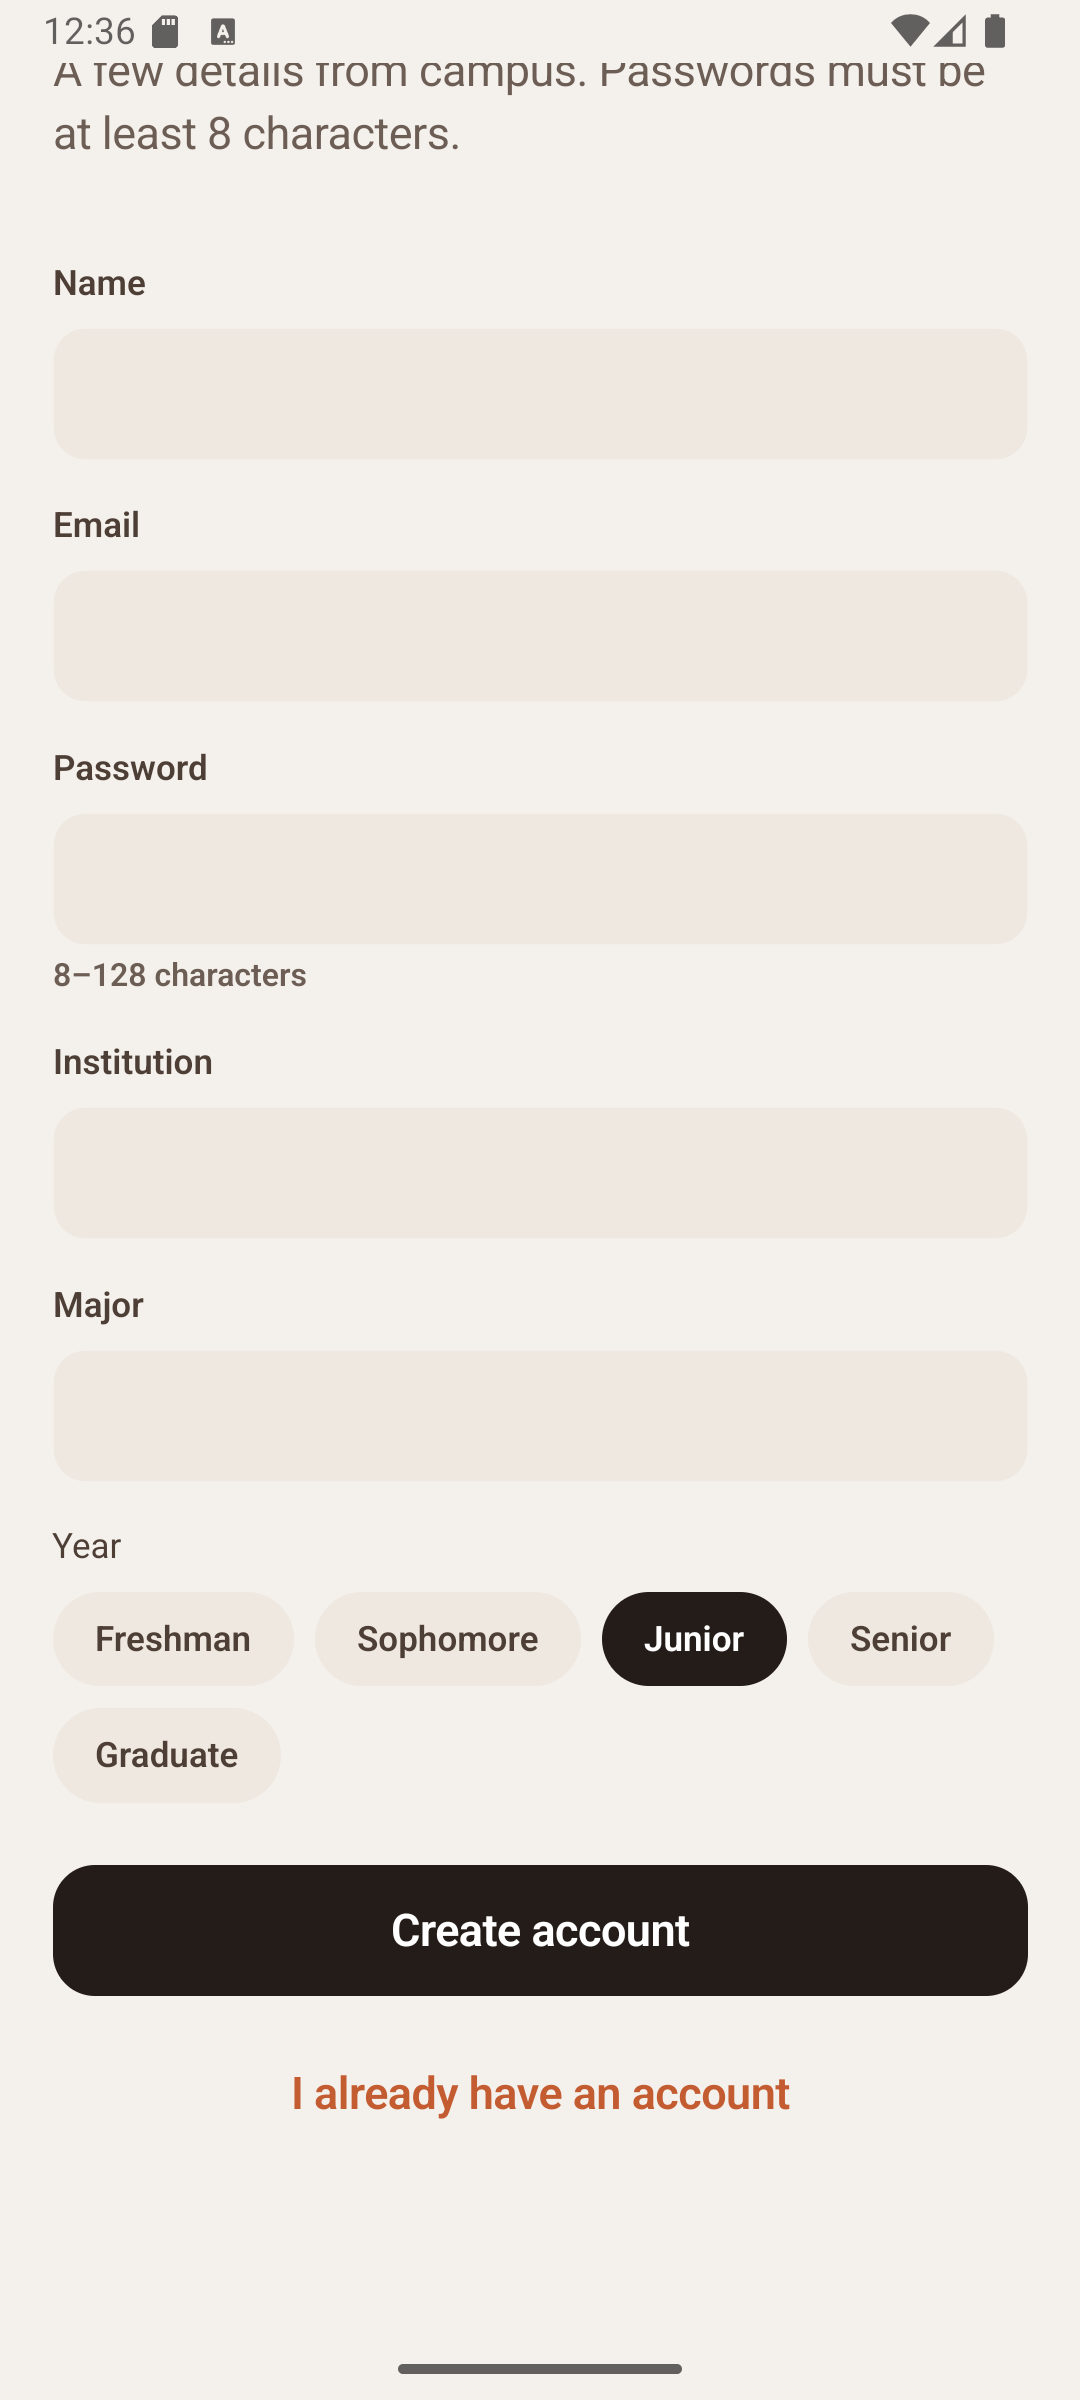 12:36
A few details from campus. Passwords must be
at least 8 characters.
Name
Email
Password
8–128 characters
Institution
Major
Year
Freshman
Sophomore
Junior
Senior
Graduate
Create account
I already have an account